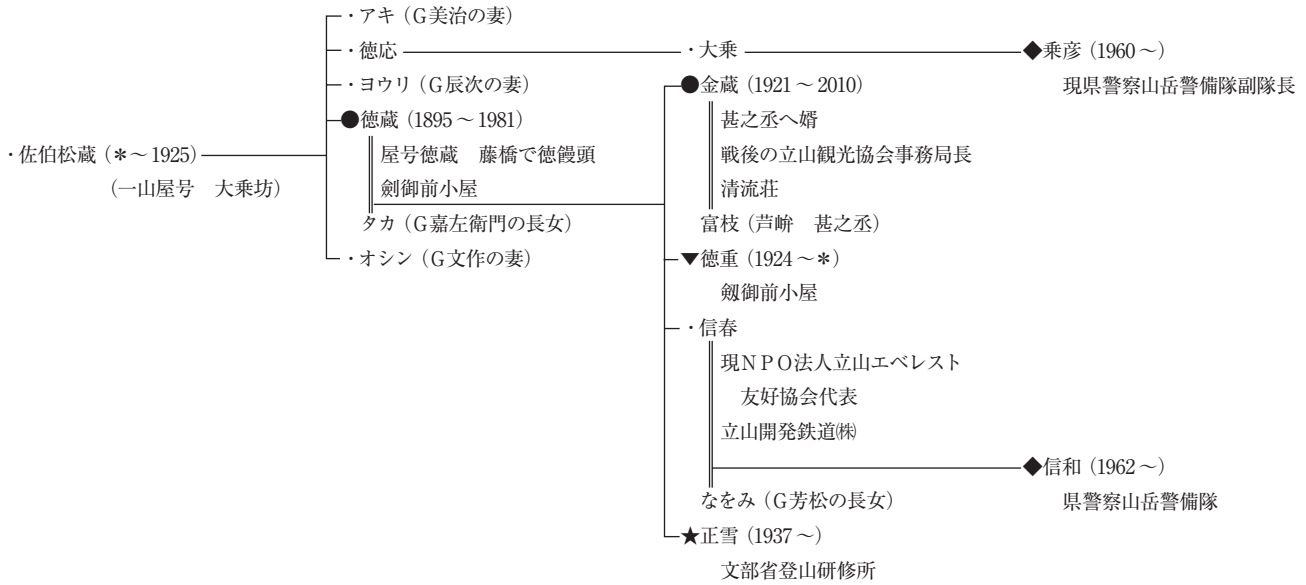 ・佐伯松蔵（＊～1925）
（一山屋号　大乗坊）
・アキ（G美治の妻）
・徳応
・大乗
◆乗彦（1960～）
現県警察山岳警備隊副隊長
・ヨウリ（G辰次の妻）
●徳蔵（1895～1981）
屋号徳蔵　藤橋で徳饅頭
劍御前小屋
タカ（G嘉左衛門の長女）
・オシン（G文作の妻）
●金蔵（1921～2010）
甚之丞へ婿
戦後の立山観光協会事務局長
清流荘
富枝（芦峅　甚之丞）
▼徳重（1924～＊）
剱御前小屋
・信春
現NPO法人立山エベレスト
友好協会代表
立山開発鉄道㈱
なをみ（G芳松の長女）
◆信和（1962～）
県警察山岳警備隊
★正雪（1937～）
文部省登山研修所